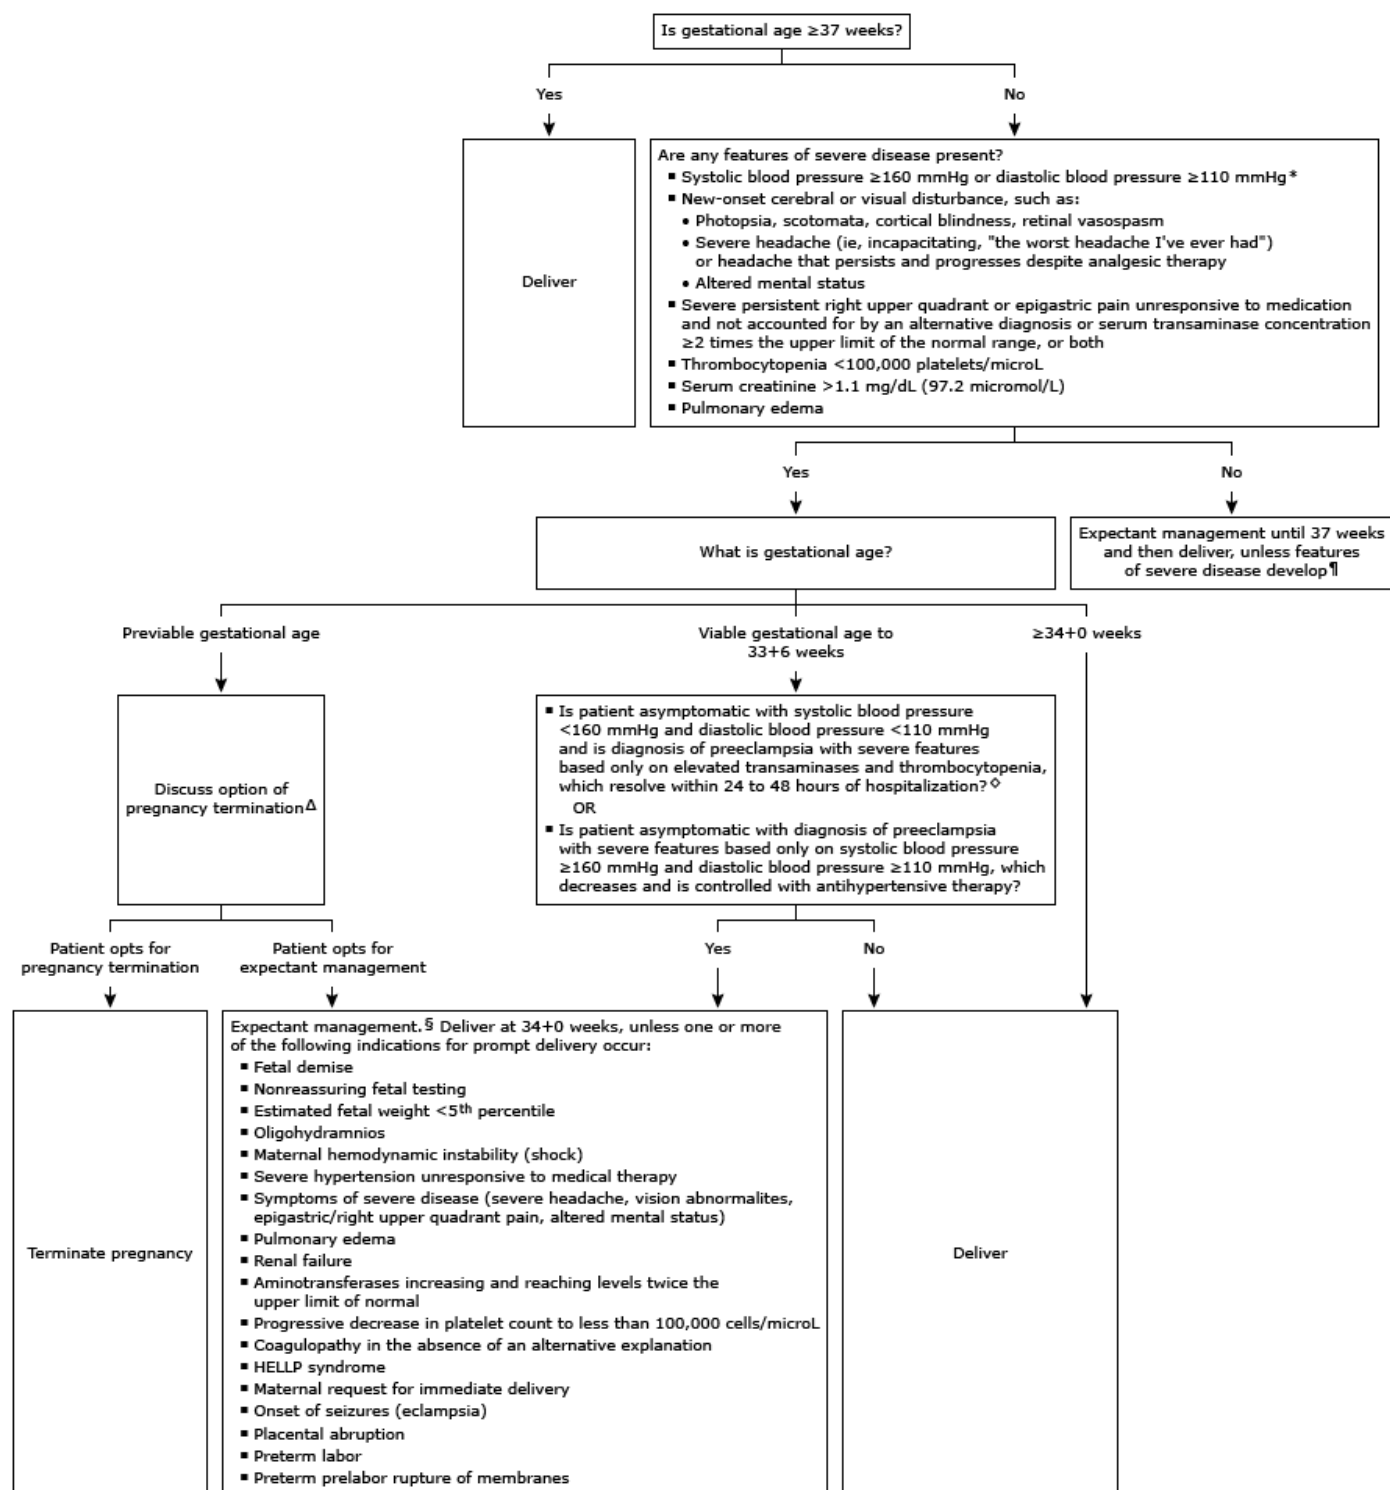 Is gestational age ≥37 weeks?
Yes
No
Deliver
Are any features of severe disease present?
▪ Systolic blood pressure ≥160 mmHg or diastolic blood pressure ≥110 mmHg*
▪ New-onset cerebral or visual disturbance, such as:
• Photopsia, scotomata, cortical blindness, retinal vasospasm
• Severe headache (ie, incapacitating, "the worst headache I've ever had")
or headache that persists and progresses despite analgesic therapy
• Altered mental status
▪ Severe persistent right upper quadrant or epigastric pain unresponsive to medication
and not accounted for by an alternative diagnosis or serum transaminase concentration
≥2 times the upper limit of the normal range, or both
▪ Thrombocytopenia <100,000 platelets/microL
▪ Serum creatinine >1.1 mg/dL (97.2 micromol/L)
▪ Pulmonary edema
Yes
No
What is gestational age?
Expectant management until 37 weeks
and then deliver, unless features
of severe disease develop¶
Previable gestational age
Viable gestational age to
33+6 weeks
≥34+0 weeks
Discuss option of
pregnancy terminationΔ
▪ Is patient asymptomatic with systolic blood pressure
<160 mmHg and diastolic blood pressure <110 mmHg
and is diagnosis of preeclampsia with severe features
based only on elevated transaminases and thrombocytopenia,
which resolve within 24 to 48 hours of hospitalization?◇
OR
▪ Is patient asymptomatic with diagnosis of preeclampsia
with severe features based only on systolic blood pressure
≥160 mmHg and diastolic blood pressure ≥110 mmHg, which
decreases and is controlled with antihypertensive therapy?
Patient opts for
pregnancy termination
Patient opts for
expectant management
Yes
No
Terminate pregnancy
Expectant management.§ Deliver at 34+0 weeks, unless one or more
of the following indications for prompt delivery occur:
▪ Fetal demise
▪ Nonreassuring fetal testing
▪ Estimated fetal weight <5th percentile
▪ Oligohydramnios
▪ Maternal hemodynamic instability (shock)
▪ Severe hypertension unresponsive to medical therapy
▪ Symptoms of severe disease (severe headache, vision abnormalites,
epigastric/right upper quadrant pain, altered mental status)
▪ Pulmonary edema
▪ Renal failure
▪ Aminotransferases increasing and reaching levels twice the
upper limit of normal
▪ Progressive decrease in platelet count to less than 100,000 cells/microL
▪ Coagulopathy in the absence of an alternative explanation
▪ HELLP syndrome
▪ Maternal request for immediate delivery
▪ Onset of seizures (eclampsia)
▪ Placental abruption
▪ Preterm labor
▪ Preterm prelabor rupture of membranes
Deliver